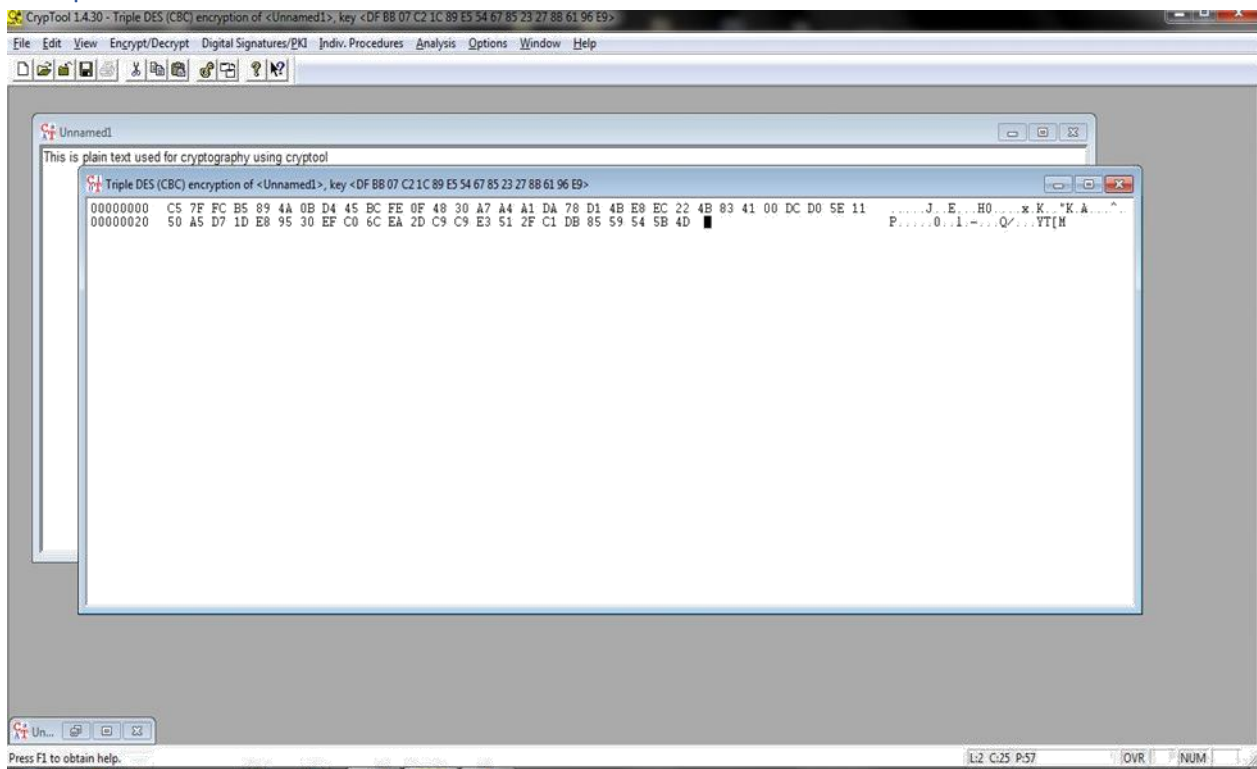 CrypTool 1.4.30 - Triple DES (CBC) encryption of <Unnamed1>, key <DF BB 07 C2 1C 89 E5 54 67 85 23 27 8B 61 96 E9>
File Edit View Encrypt/Decrypt Digital Signatures/PKI Indiv. Procedures Analysis Options Window Help
Unnamed1
This is plain text used for cryptography using cryptool
Triple DES (CBC) encryption of <Unnamed1>, key <DF BB 07 C2 1C 89 E5 54 67 85 23 27 8B 61 96 E9>
00000000 C5 7F FC B5 89 4A 0B D4 45 BC FE 0F 48 30 A7 A4 A1 DA 78 D1 4B E8 EC 22 4B 83 41 00 DC D0 5E 11 ......J..E...H0.....x.K.."K.A....^.
00000020 50 A5 D7 1D E8 95 30 EF C0 6C EA 2D C9 C9 E3 51 2F C1 DB 85 59 54 5B 4D P.....0..l.-...Q/...YT[M
Un...
Press F1 to obtain help. L:2 C:25 P:57 OVR NUM